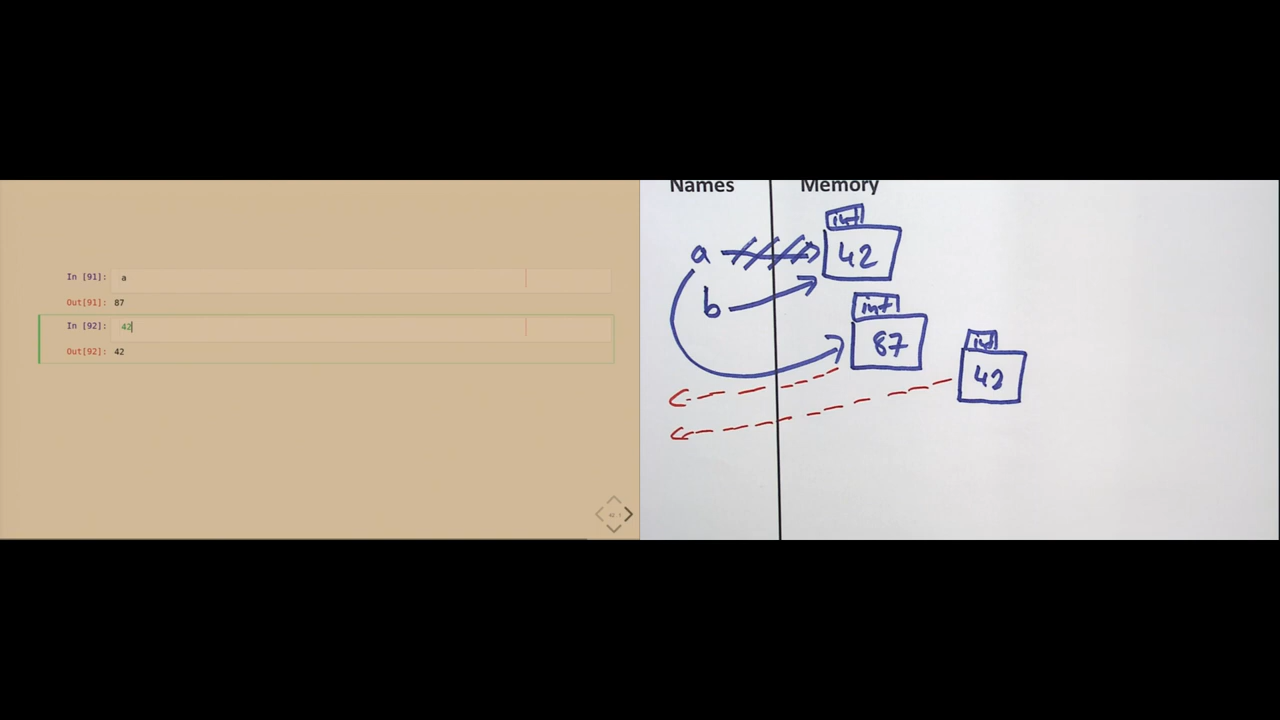 In [91]: a
Out[91]: 87
In [92]: 42
Out[92]: 42
Names Memory
int
a 42
b
int
87
int
42